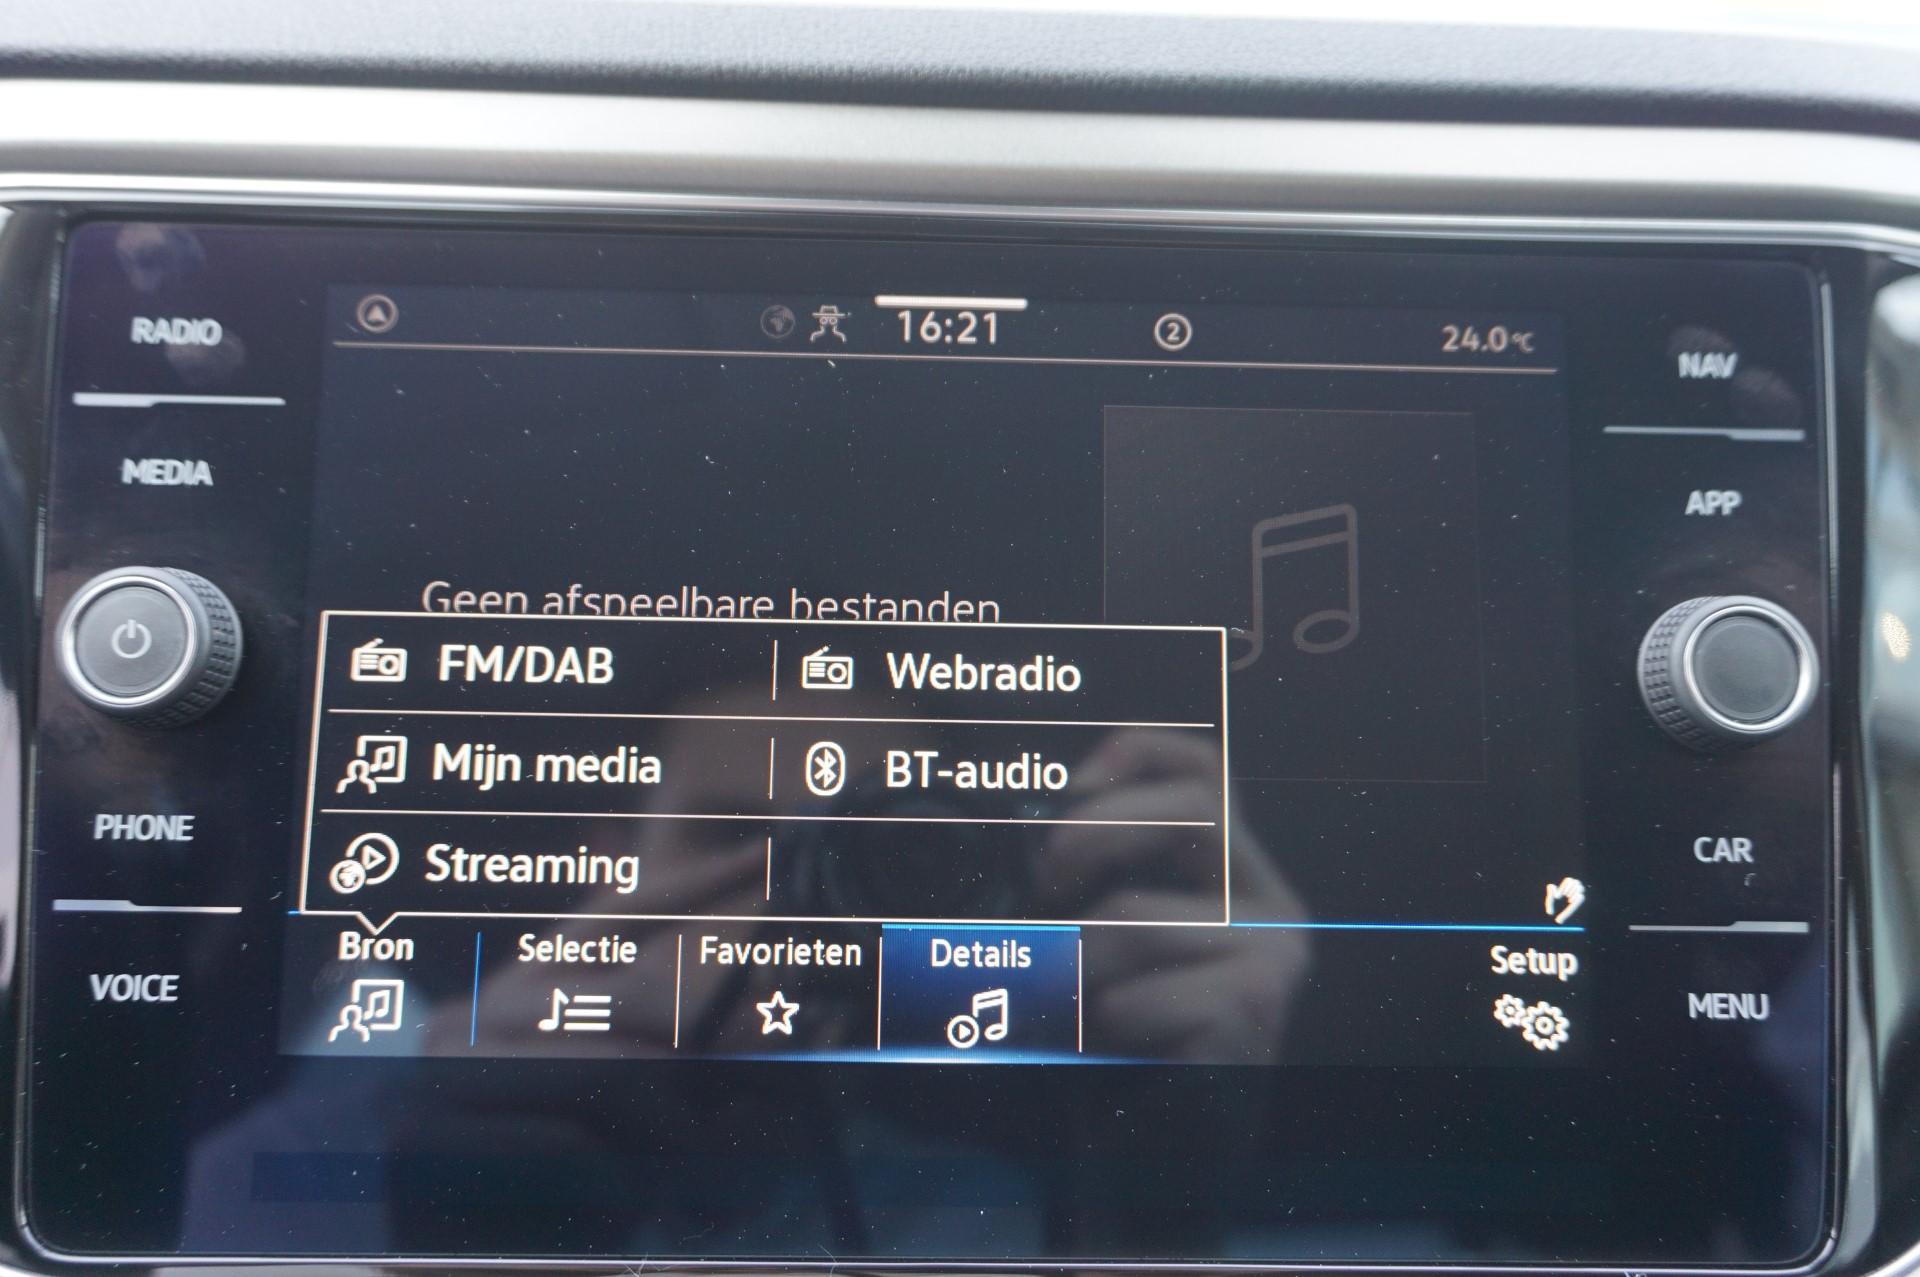 RADIO
MEDIA
PHONE
VOICE
16:21
2
24.0°C
Geen afspeelbare bestanden
FM/DAB
Webradio
Mijn media
BT-audio
Streaming
Bron
Selectie
Favorieten
Details
Setup
NAV
APP
CAR
MENU